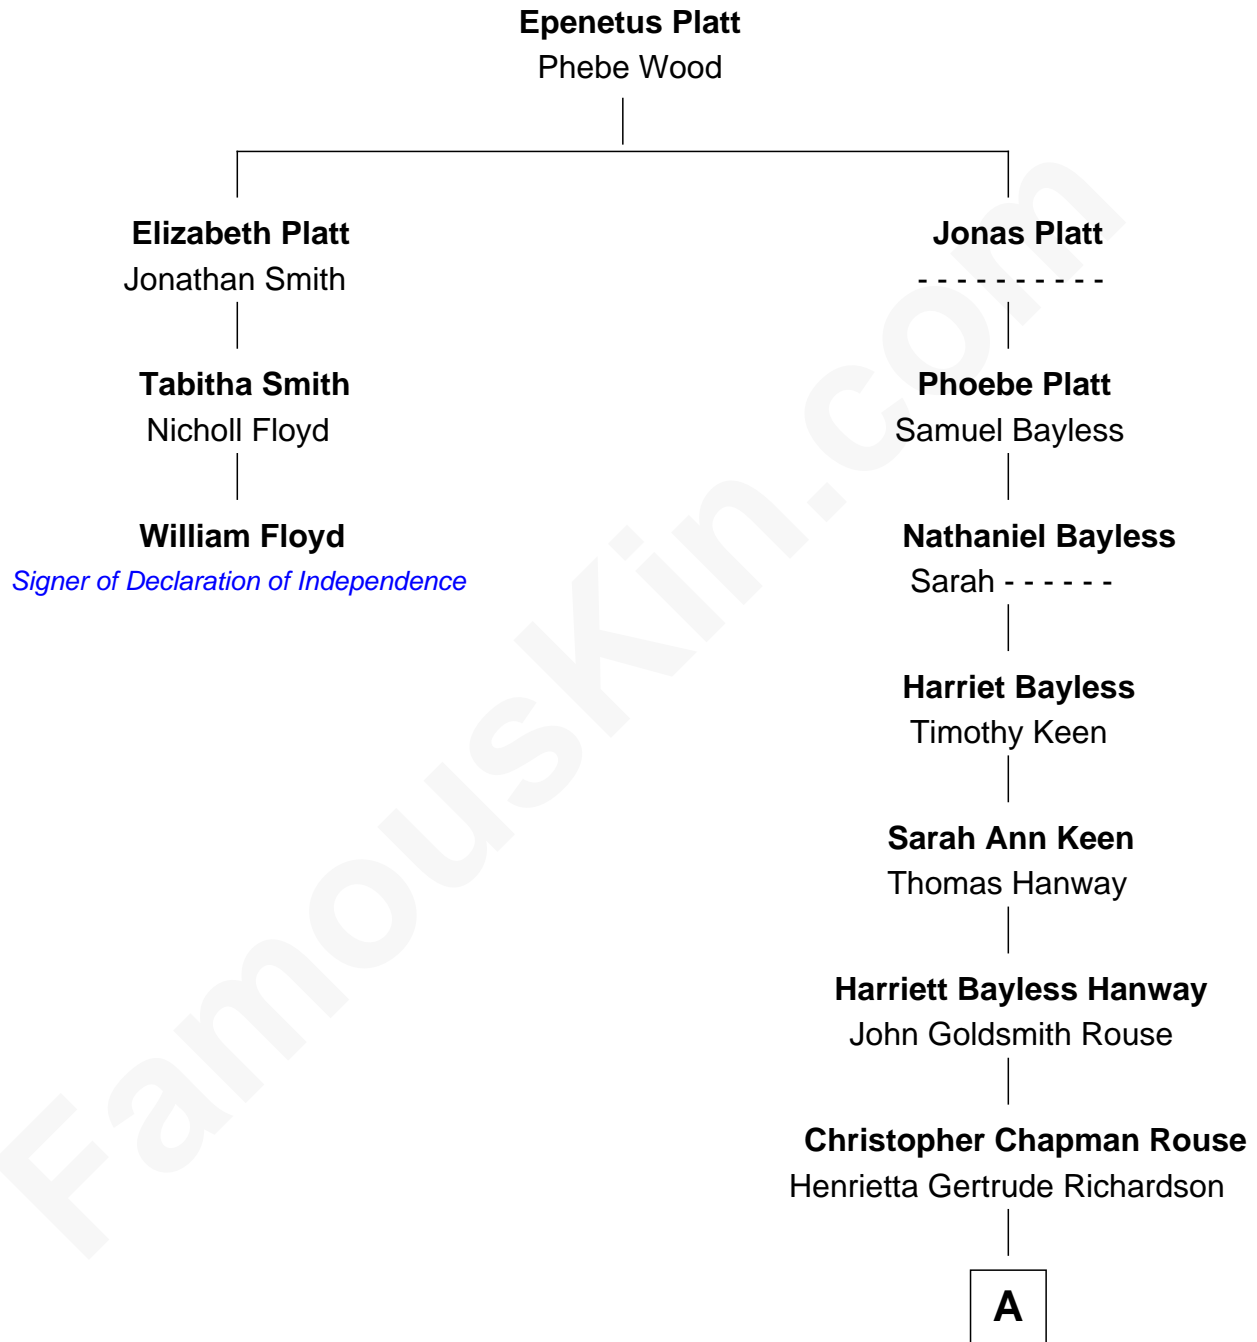 Epenetus Platt
Phebe Wood
Elizabeth Platt
Jonathan Smith
Jonas Platt
- - - - - - - - - -
Tabitha Smith
Nicholl Floyd
Phoebe Platt
Samuel Bayless
William Floyd
Signer of Declaration of Independence
Nathaniel Bayless
Sarah - - - - - -
Harriet Bayless
Timothy Keen
Sarah Ann Keen
Thomas Hanway
Harriett Bayless Hanway
John Goldsmith Rouse
Christopher Chapman Rouse
Henrietta Gertrude Richardson
A
FamousKin.com